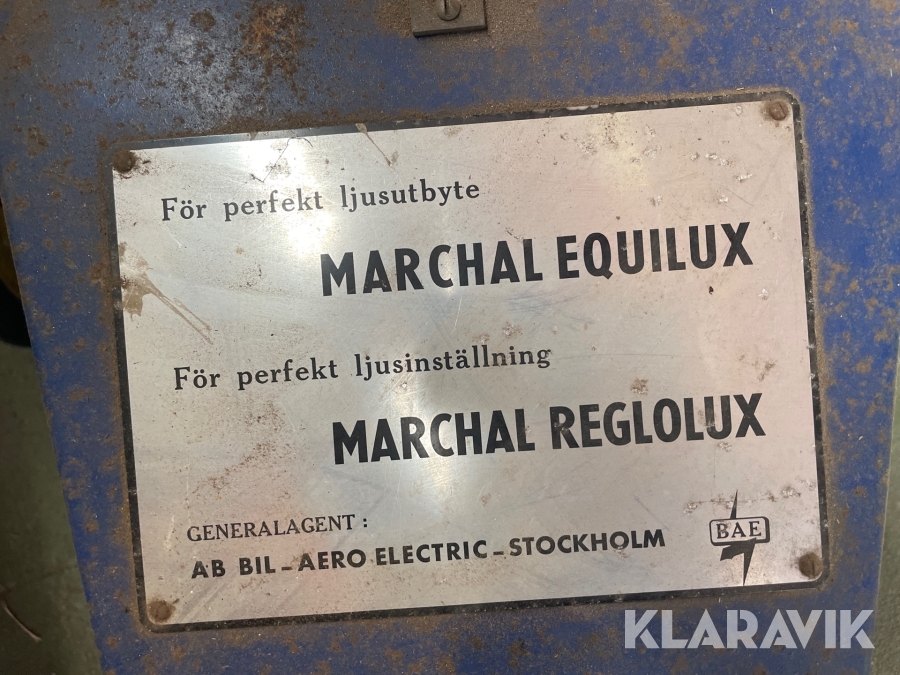 För perfekt ljusutbyte
MARCHAL EQUILUX
För perfekt ljusinställning
MARCHAL REGLOLUX
GENERALAGENT :
AB BIL - AERO ELECTRIC - STOCKHOLM
BAE
KLARAVIK